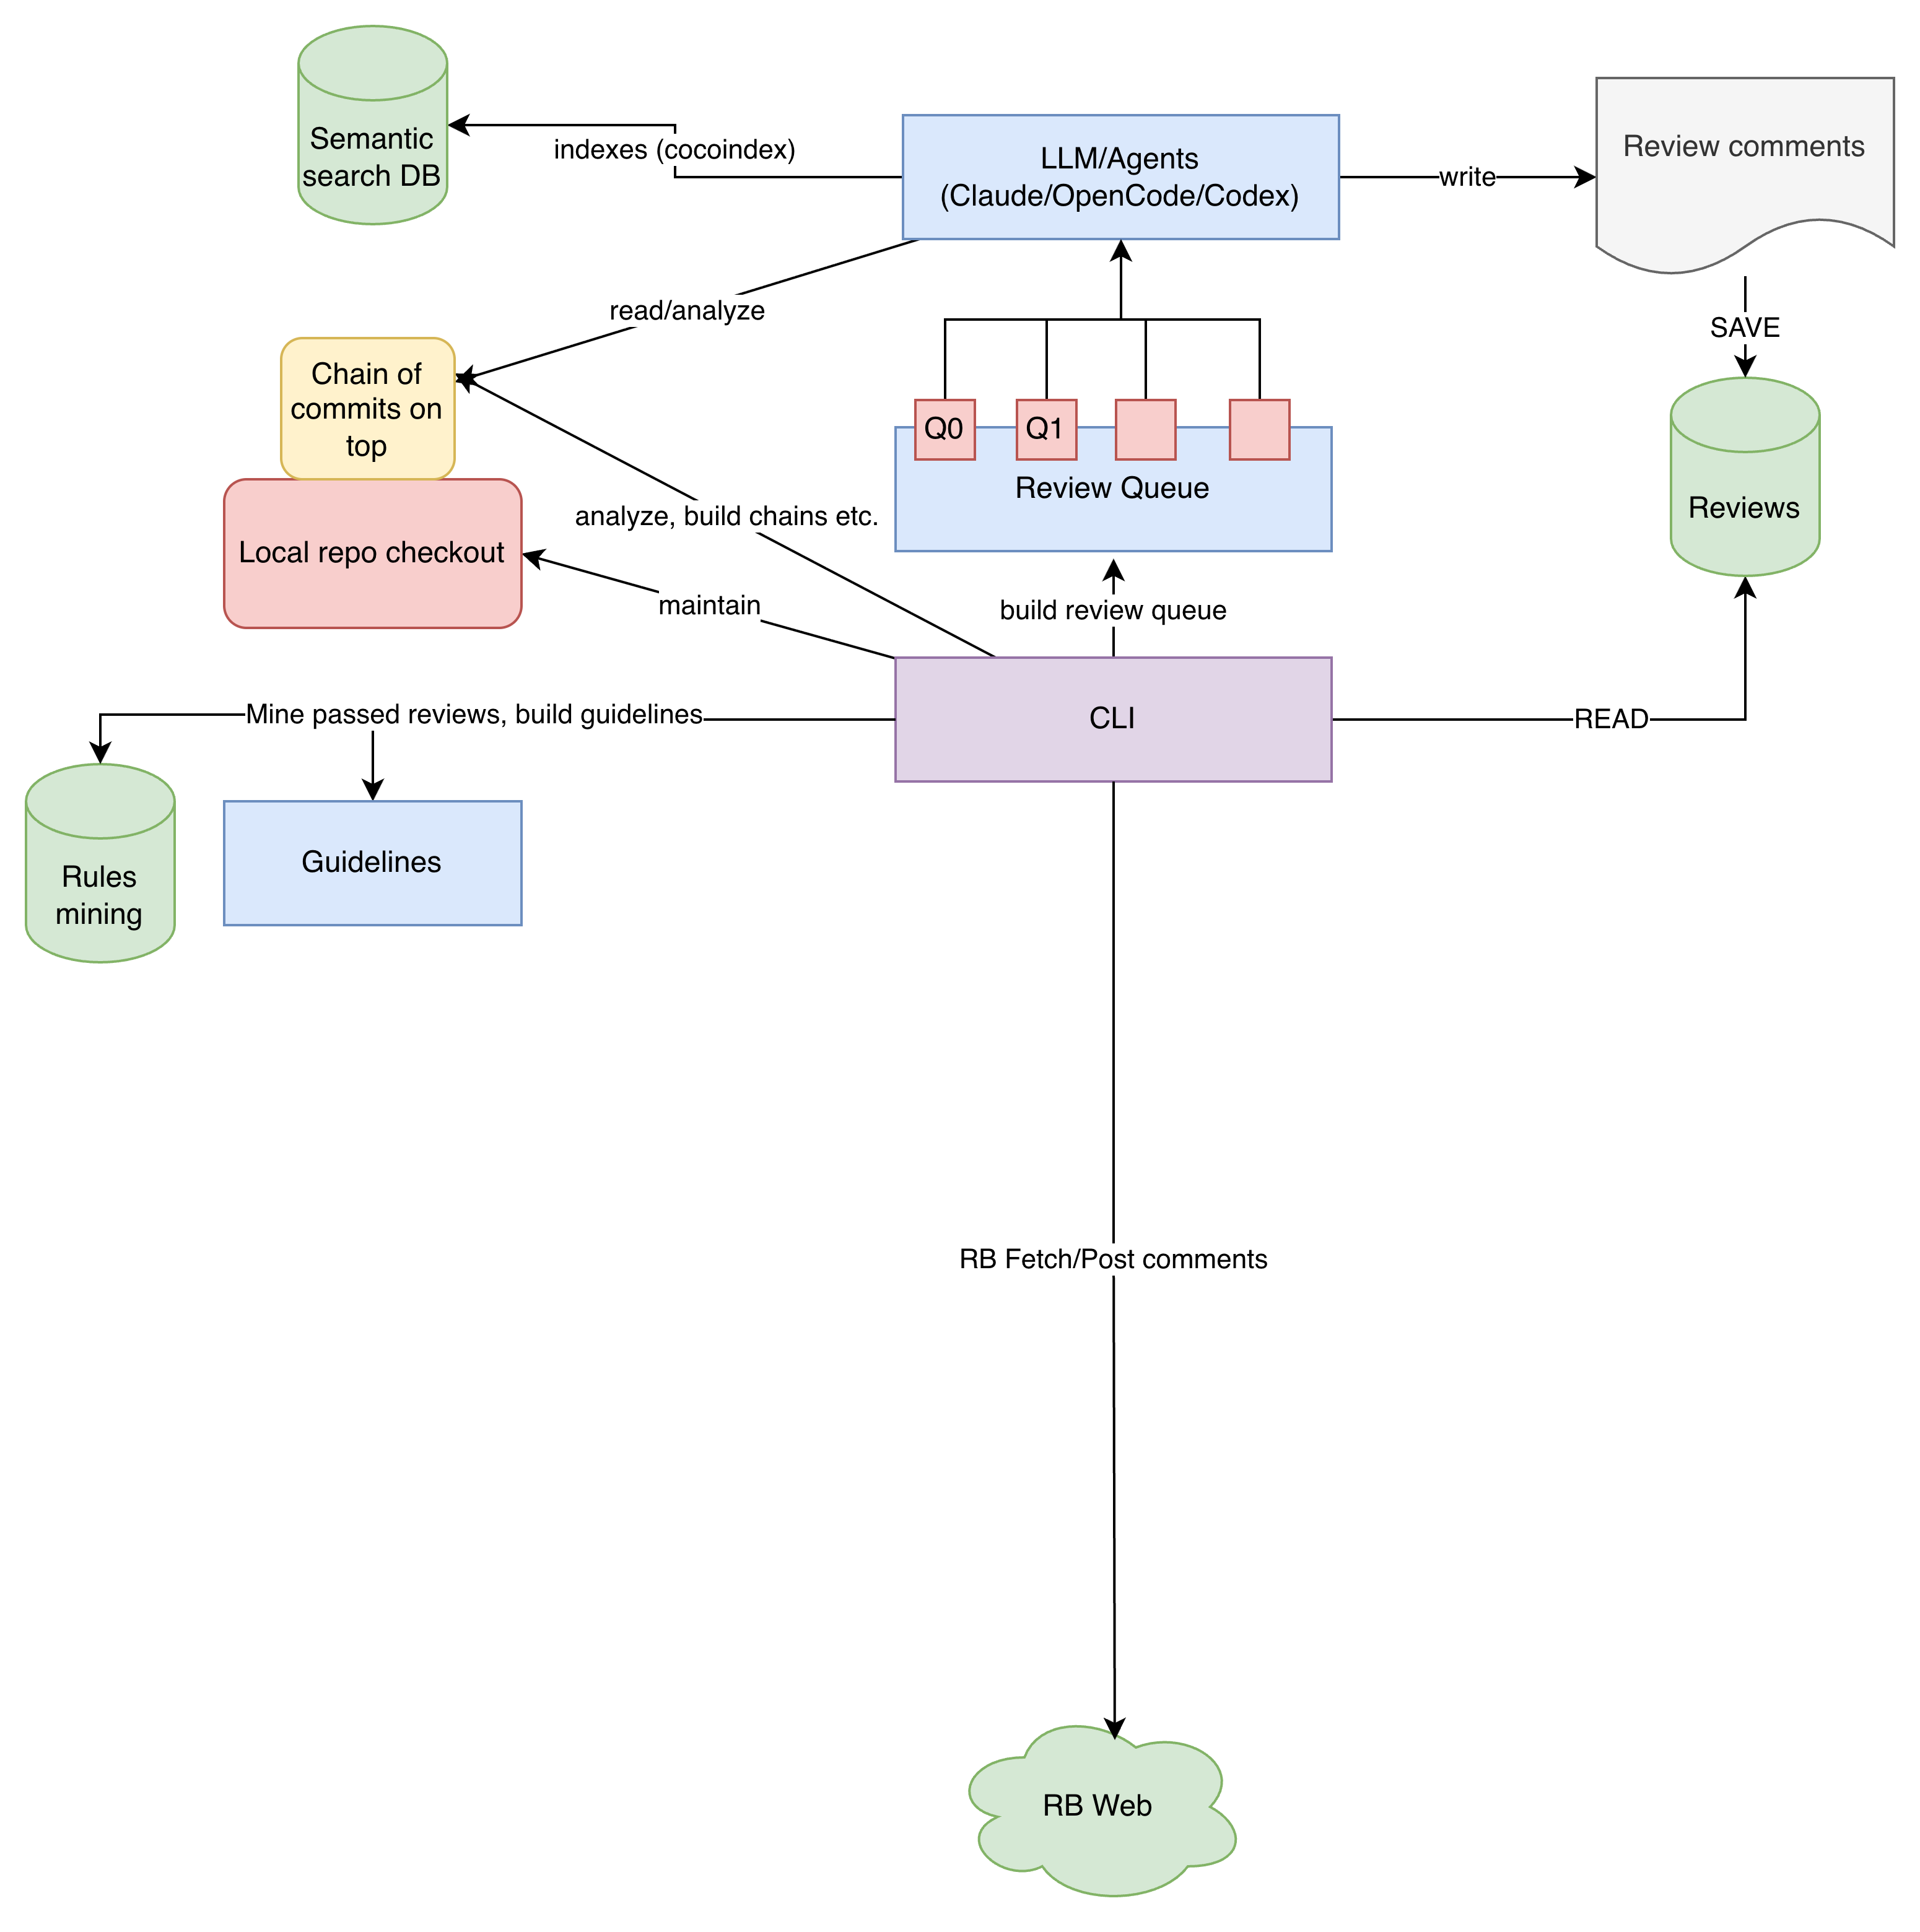 Semantic
search DB
indexes (cocoindex)
LLM/Agents
(Claude/OpenCode/Codex)
write
Review comments
read/analyze
SAVE
Chain of
commits on
top
Q0
Q1
Review Queue
Reviews
analyze, build chains etc.
Local repo checkout
maintain
build review queue
Mine passed reviews, build guidelines
CLI
READ
Rules
mining
Guidelines
RB Fetch/Post comments
RB Web